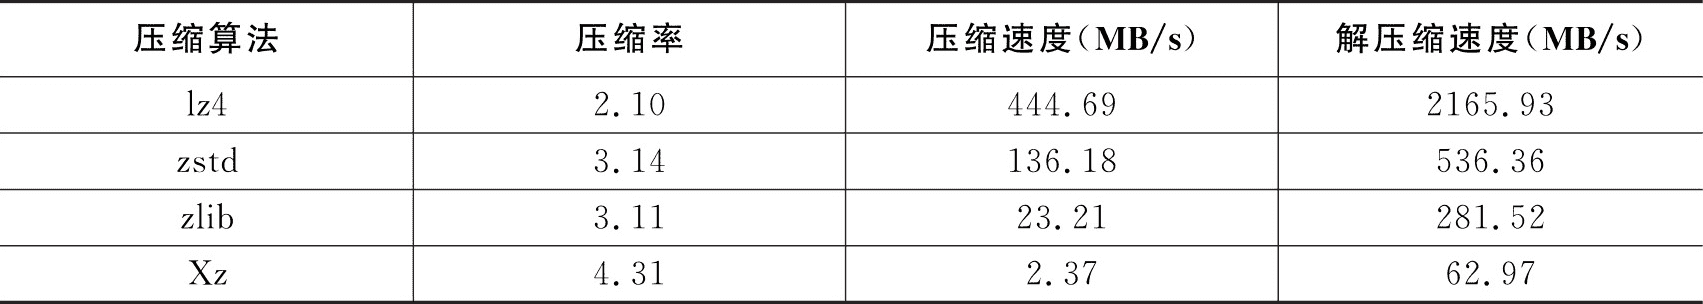 压缩算法 压缩率 压缩速度(MB/s) 解压缩速度(MB/s)
lz4 2.10 444.69 2165.93
zstd 3.14 136.18 536.36
zlib 3.11 23.21 281.52
Xz 4.31 2.37 62.97